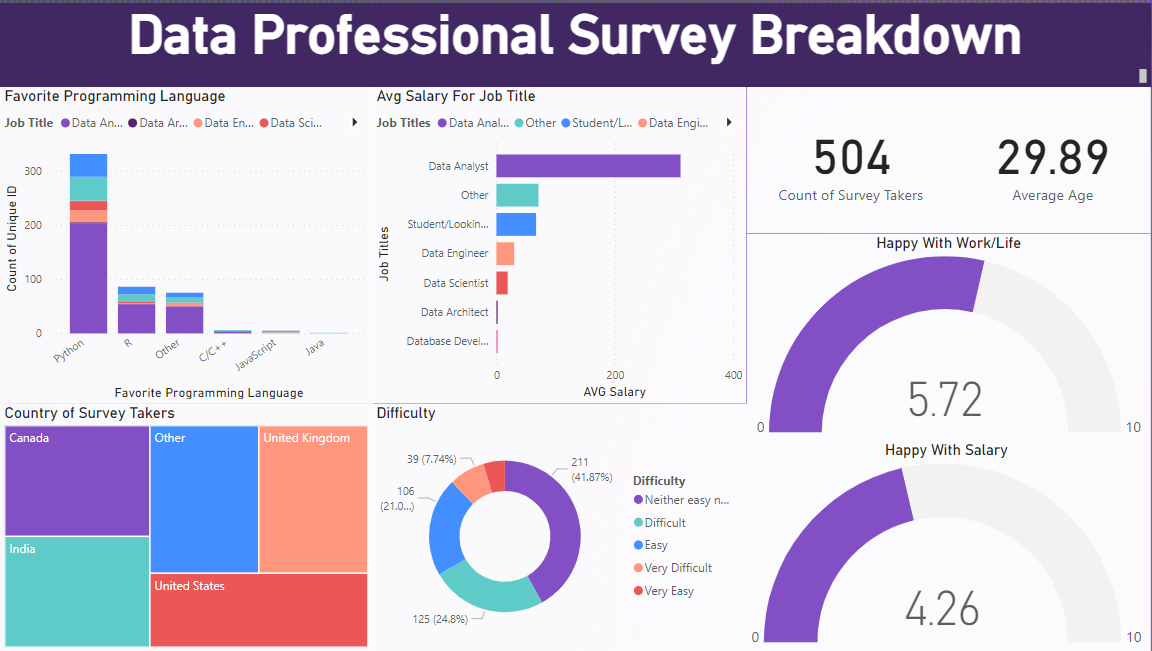 Data Professional Survey Breakdown
Favorite Programming Language
Job Title Data An... Data Ar... Data En... Data Sci...
Count of Unique ID
300
200
100
0
Python
R
Other
C/C++
JavaScript
Java
Favorite Programming Language
Avg Salary For Job Title
Job Titles Data Anal... Other Student/L... Data Engi...
Job Titles
Data Analyst
Other
Student/Lookin...
Data Engineer
Data Scientist
Data Architect
Database Devel...
0 200 400
AVG Salary
504
Count of Survey Takers
29.89
Average Age
Happy With Work/Life
5.72
0 10
Happy With Salary
4.26
0 10
Country of Survey Takers
Canada
Other
United Kingdom
India
United States
Difficulty
39 (7.74%)
211
(41.87%)
106
(21.0...)
125 (24.8%)
Difficulty
Neither easy n...
Difficult
Easy
Very Difficult
Very Easy